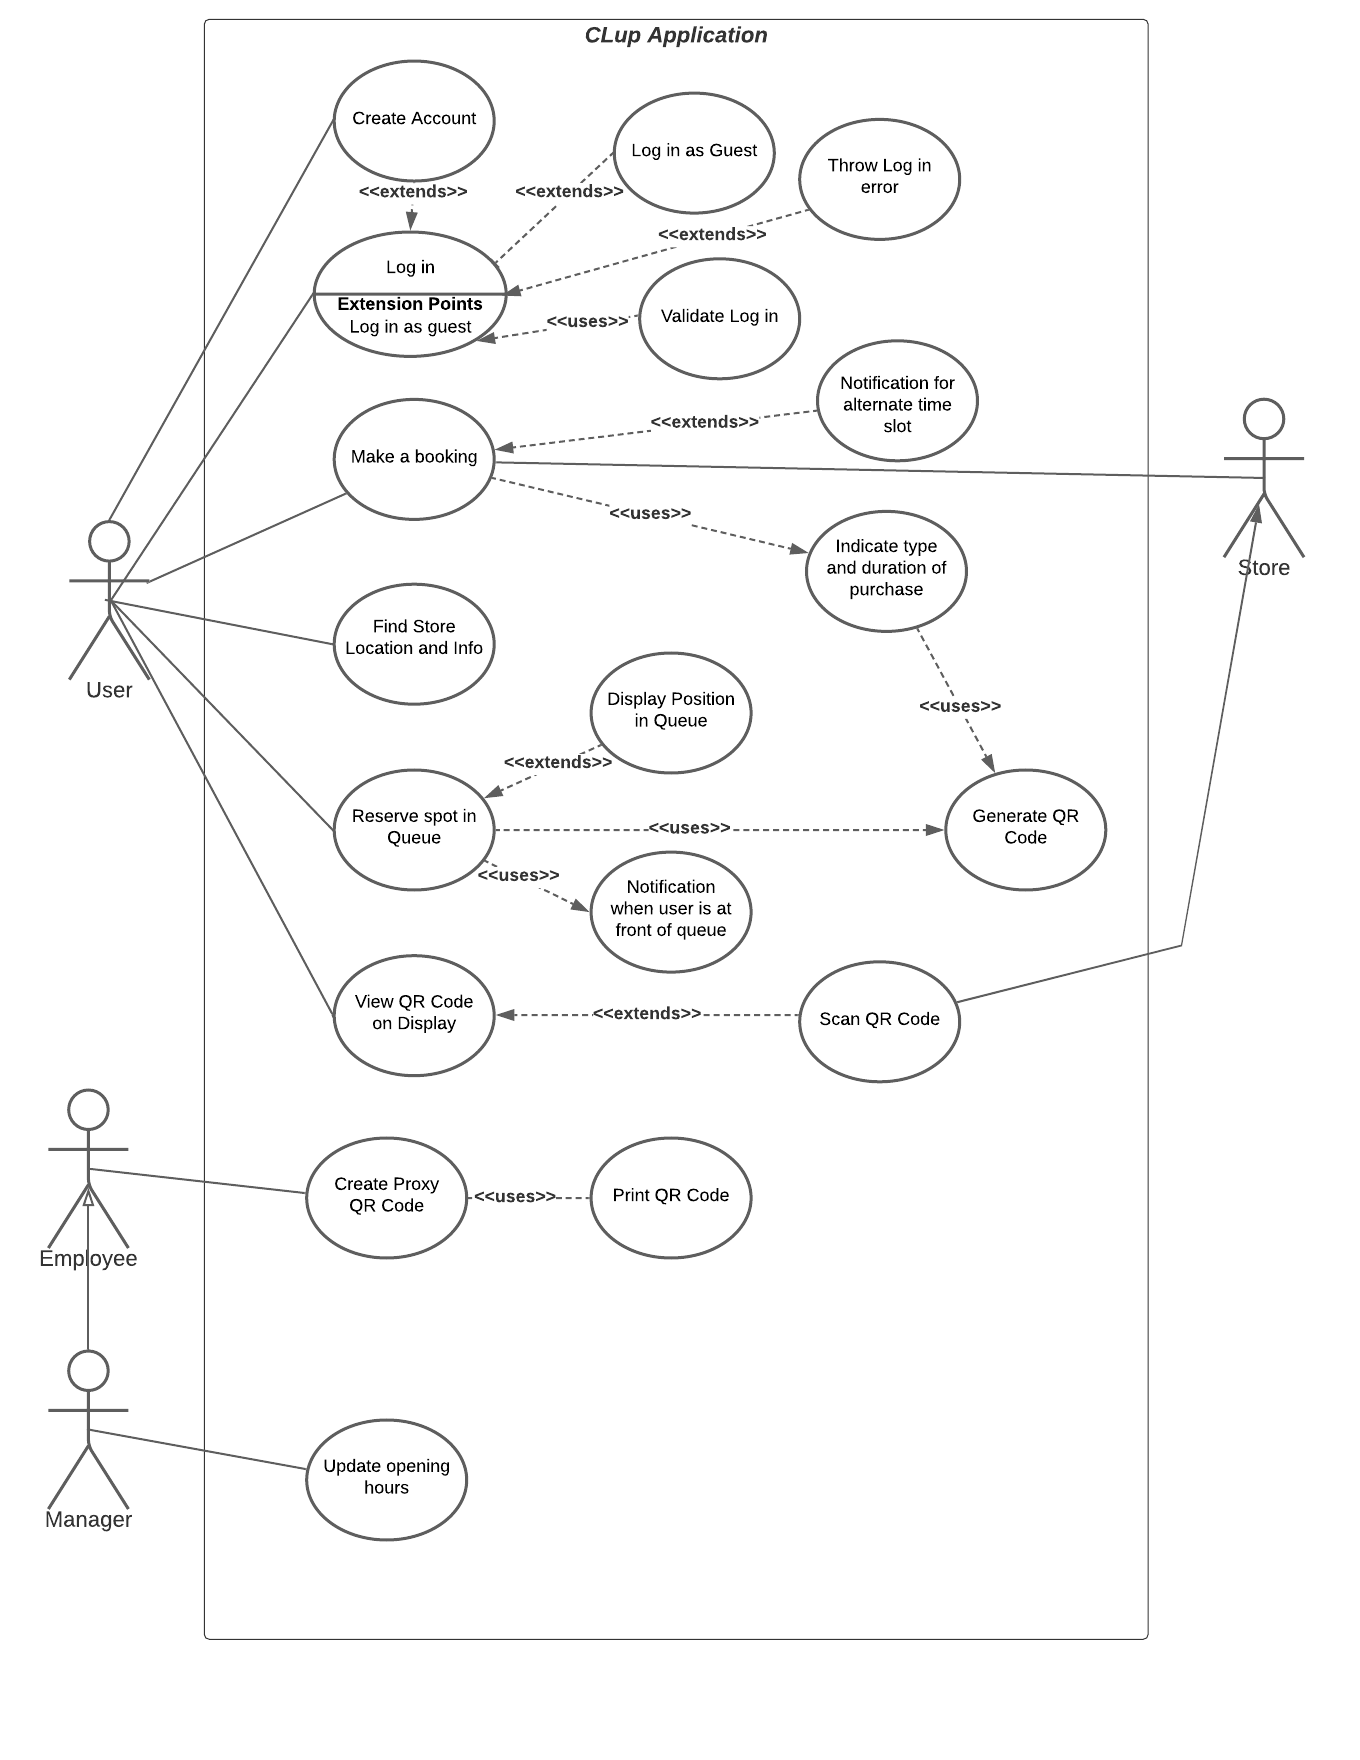 CLup Application
Create Account
<<extends>>
Log in as Guest
<<extends>>
Throw Log in
error
<<extends>>
Log in
Extension Points
Log in as guest
<<uses>>
Validate Log in
Notification for
alternate time
slot
<<extends>>
Make a booking
<<uses>>
Indicate type
and duration of
purchase
Store
Find Store
Location and Info
User
Display Position
in Queue
<<uses>>
<<extends>>
Reserve spot in
Queue
<<uses>>
Generate QR
Code
<<uses>>
Notification
when user is at
front of queue
View QR Code
on Display
<<extends>>
Scan QR Code
Create Proxy
QR Code
<<uses>>
Print QR Code
Employee
Update opening
hours
Manager